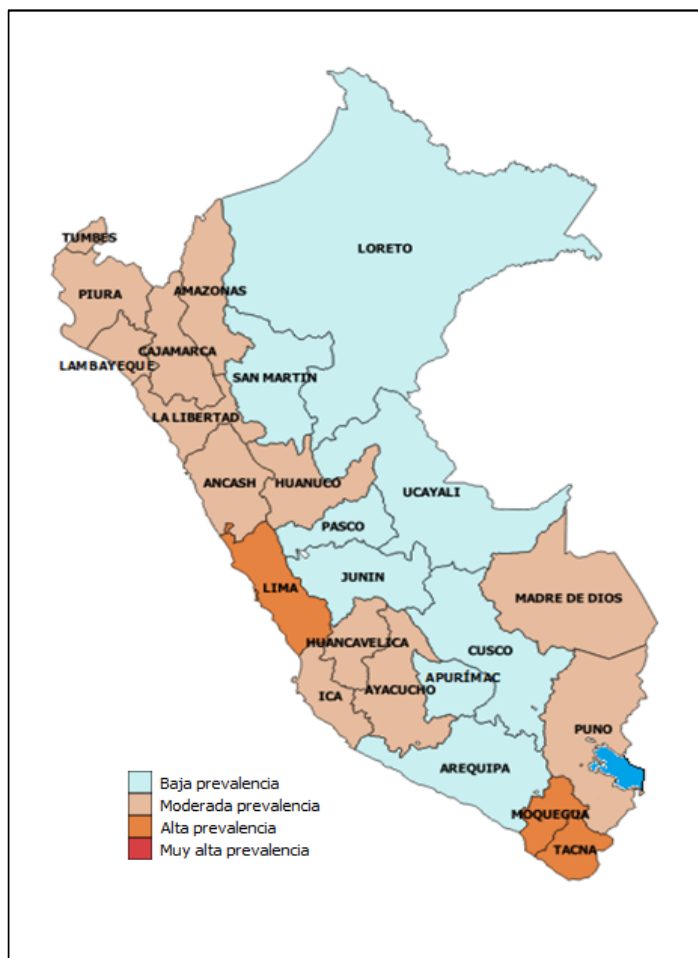 TUMBES
LORETO
PIURA
AMAZONAS
CAJAMARCA
LAMBAYEQUE
SAN MARTIN
LA LIBERTAD
ANCASH
HUANUCO
UCAYALI
PASCO
JUNIN
LIMA
MADRE DE DIOS
HUANCAVELICA
CUSCO
APURÍMAC
ICA
AYACUCHO
PUNO
AREQUIPA
MOQUEGUA
TACNA
Baja prevalencia
Moderada prevalencia
Alta prevalencia
Muy alta prevalencia